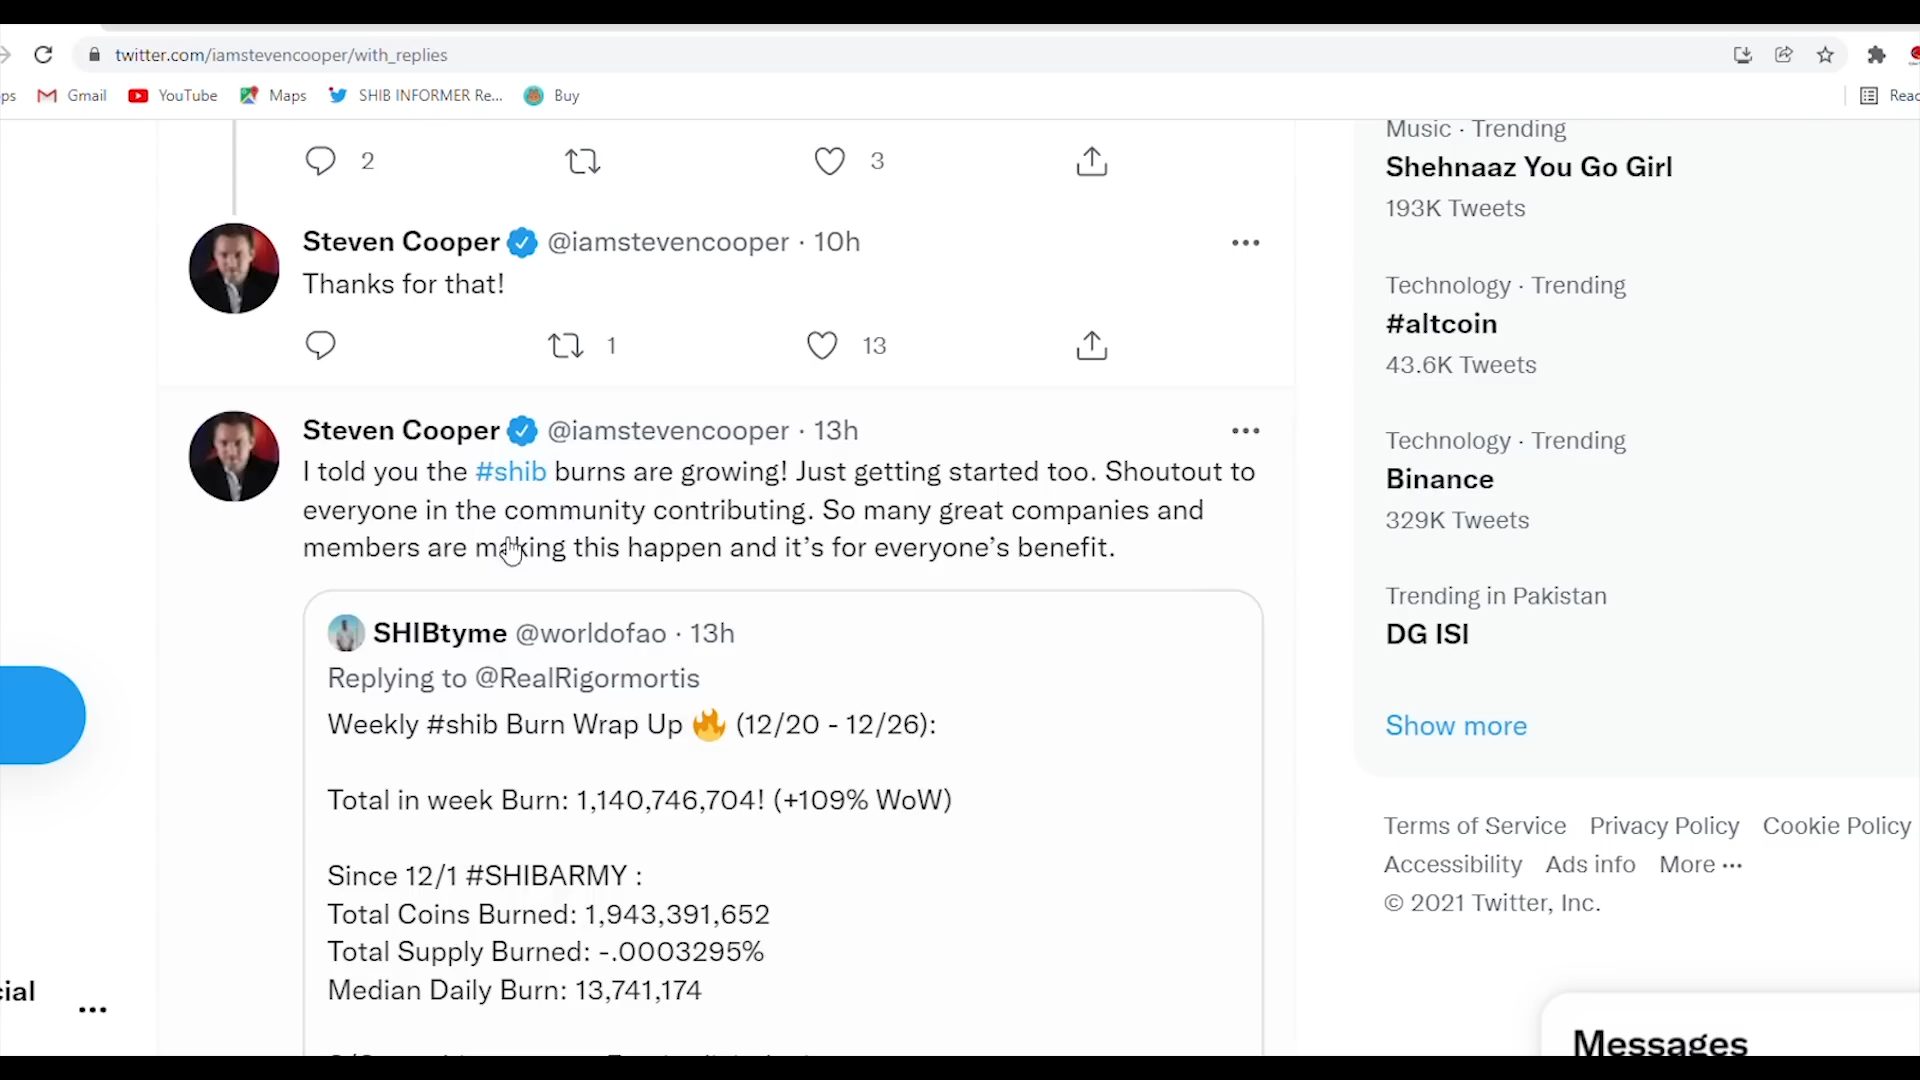 twitter.com/iamstevencooper/with_replies
ps Gmail YouTube Maps SHIB INFORMER Re... Buy
Reac
2 3
Steven Cooper @iamstevencooper · 10h
Thanks for that!
1 13
Steven Cooper @iamstevencooper · 13h
I told you the #shib burns are growing! Just getting started too. Shoutout to
everyone in the community contributing. So many great companies and
members are making this happen and it’s for everyone’s benefit.
SHIBtyme @worldofao · 13h
Replying to @RealRigormortis
Weekly #shib Burn Wrap Up 🔥 (12/20 - 12/26):
Total in week Burn: 1,140,746,704! (+109% WoW)
Since 12/1 #SHIBARMY :
Total Coins Burned: 1,943,391,652
Total Supply Burned: -.0003295%
Median Daily Burn: 13,741,174
cial
Music · Trending
Shehnaaz You Go Girl
193K Tweets
Technology · Trending
#altcoin
43.6K Tweets
Technology · Trending
Binance
329K Tweets
Trending in Pakistan
DG ISI
Show more
Terms of Service Privacy Policy Cookie Policy
Accessibility Ads info More ···
© 2021 Twitter, Inc.
Messages